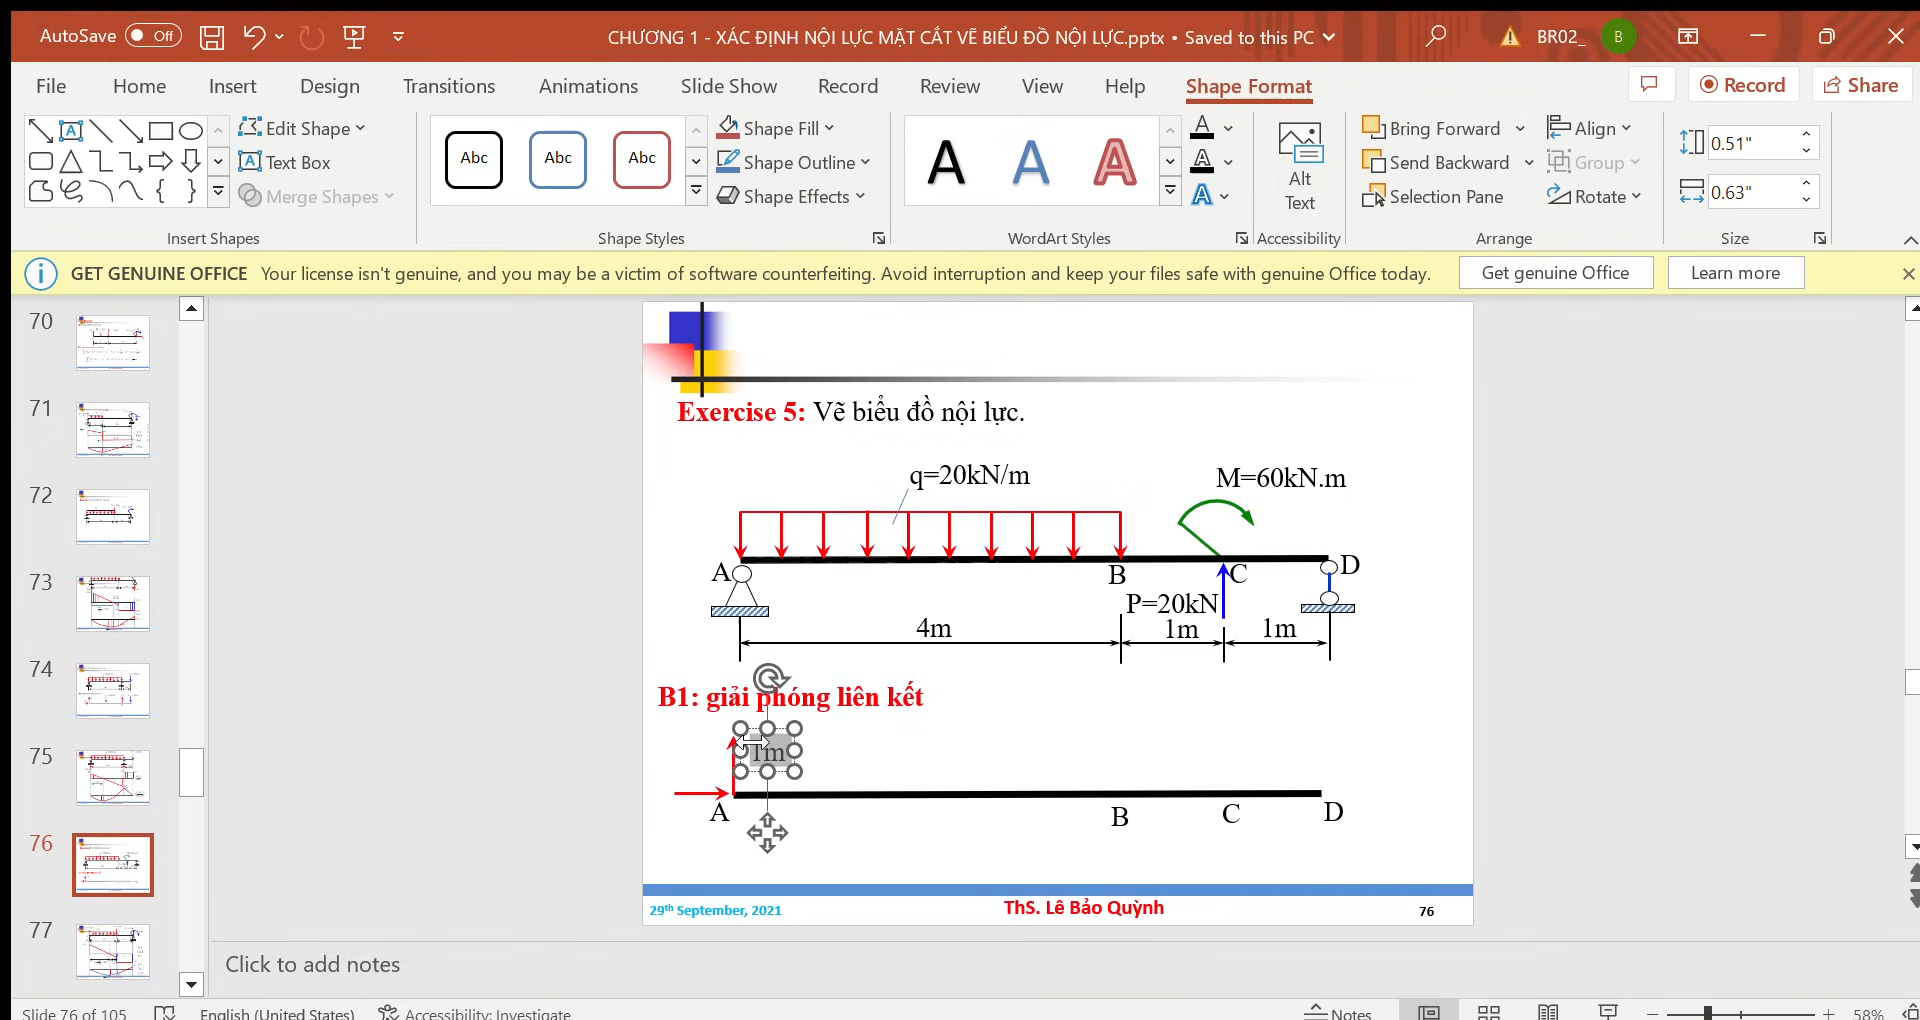 AutoSave Off
CHƯƠNG 1 - XÁC ĐỊNH NỘI LỰC MẶT CẮT VẼ BIỂU ĐỒ NỘI LỰC.pptx • Saved to this PC
BR02_ B
File Home Insert Design Transitions Animations Slide Show Record Review View Help Shape Format
Record Share
Edit Shape
Text Box
Merge Shapes
Insert Shapes
Abc Abc Abc
Shape Fill
Shape Outline
Shape Effects
Shape Styles
A A A
WordArt Styles
Alt Text
Accessibility
Bring Forward
Send Backward
Selection Pane
Align
Group
Rotate
Arrange
0.51"
0.63"
Size
GET GENUINE OFFICE Your license isn't genuine, and you may be a victim of software counterfeiting. Avoid interruption and keep your files safe with genuine Office today.
Get genuine Office
Learn more
70
71
72
73
74
75
76
77
Exercise 5: Vẽ biểu đồ nội lực.
q=20kN/m
M=60kN.m
A B C D
P=20kN
4m 1m 1m
B1: giải phóng liên kết
1m
A B C D
29th September, 2021
ThS. Lê Bảo Quỳnh
76
Click to add notes
Slide 76 of 105 English (United States) Accessibility: Investigate
Notes
58%